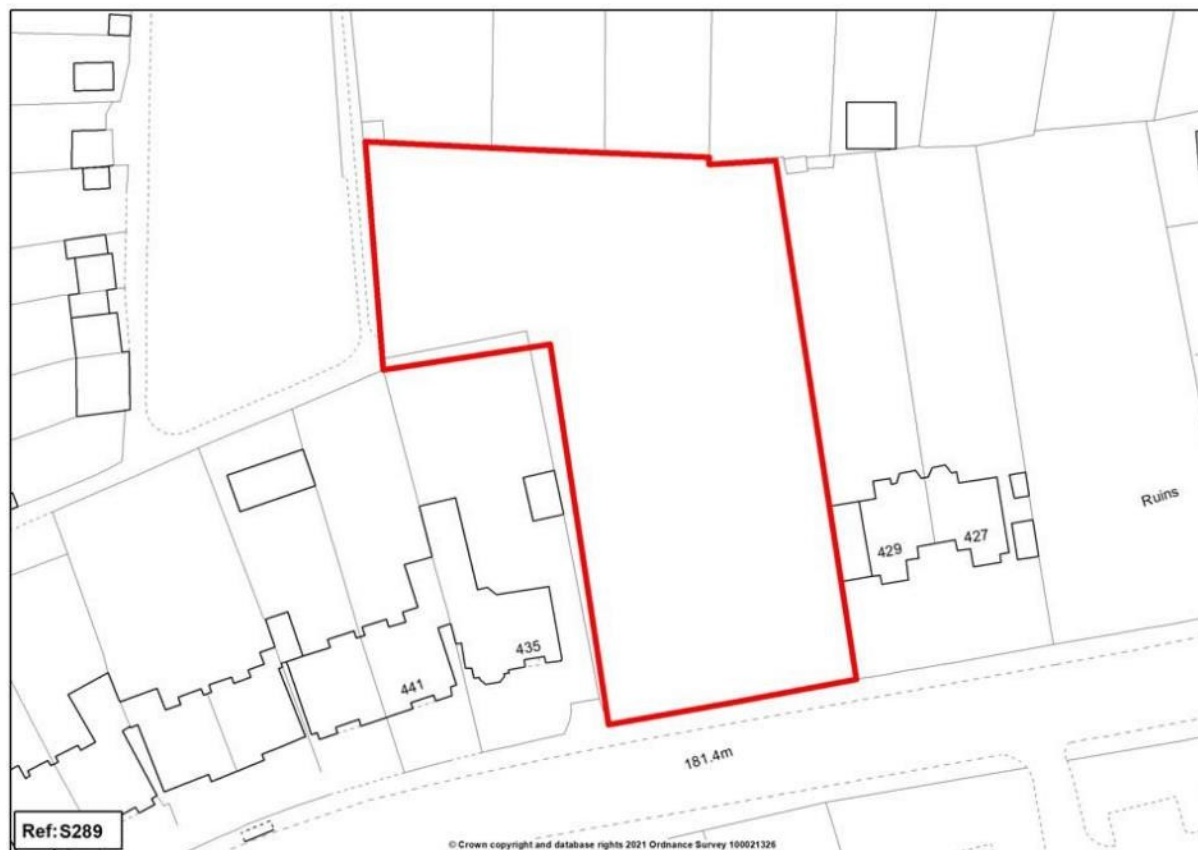 Ruins
429
427
435
441
181.4m
Ref:S289
© Crown copyright and database rights 2021 Ordnance Survey 100021326